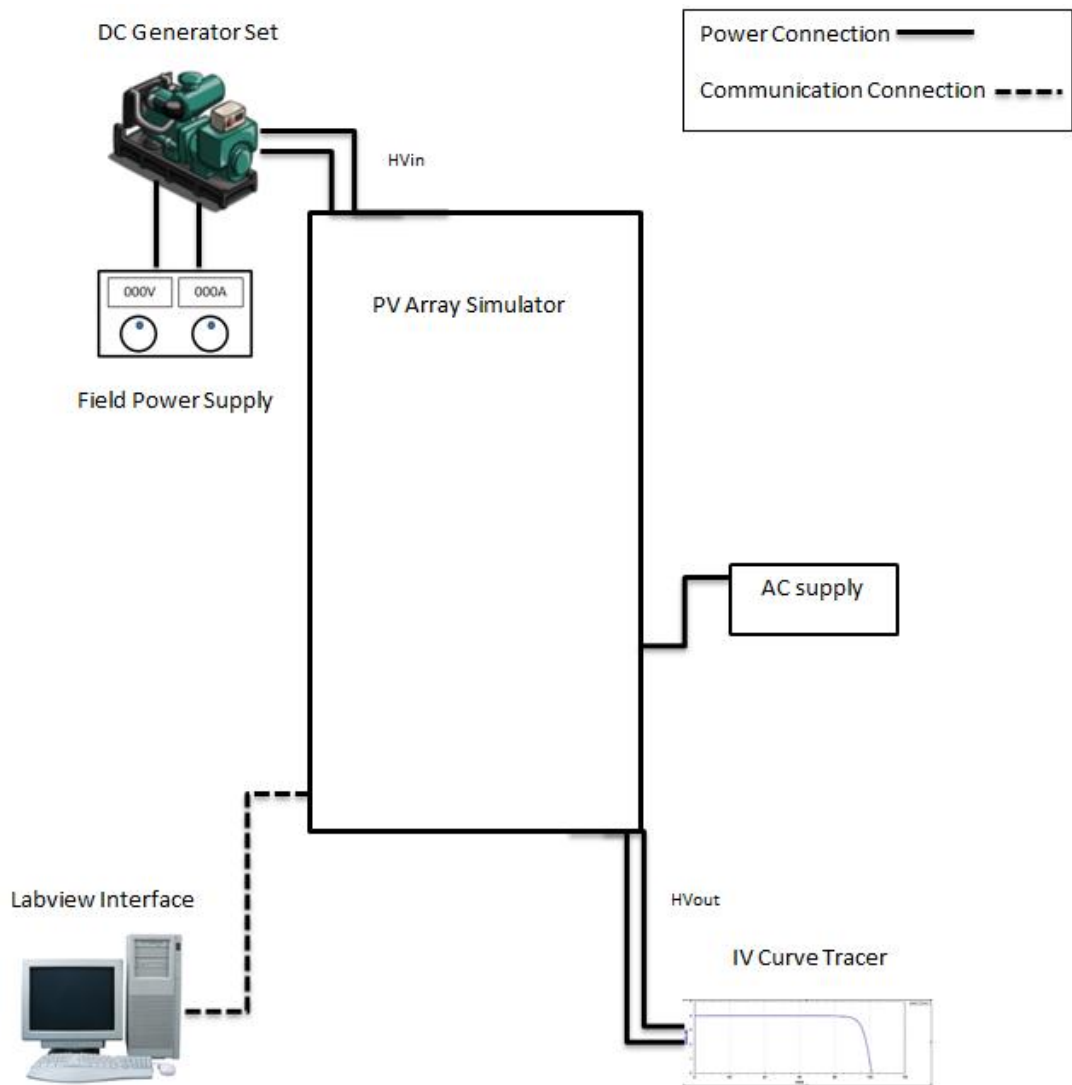 DC Generator Set
Power Connection
Communication Connection
HVin
000V 000A
PV Array Simulator
Field Power Supply
AC supply
Labview Interface
HVout
IV Curve Tracer